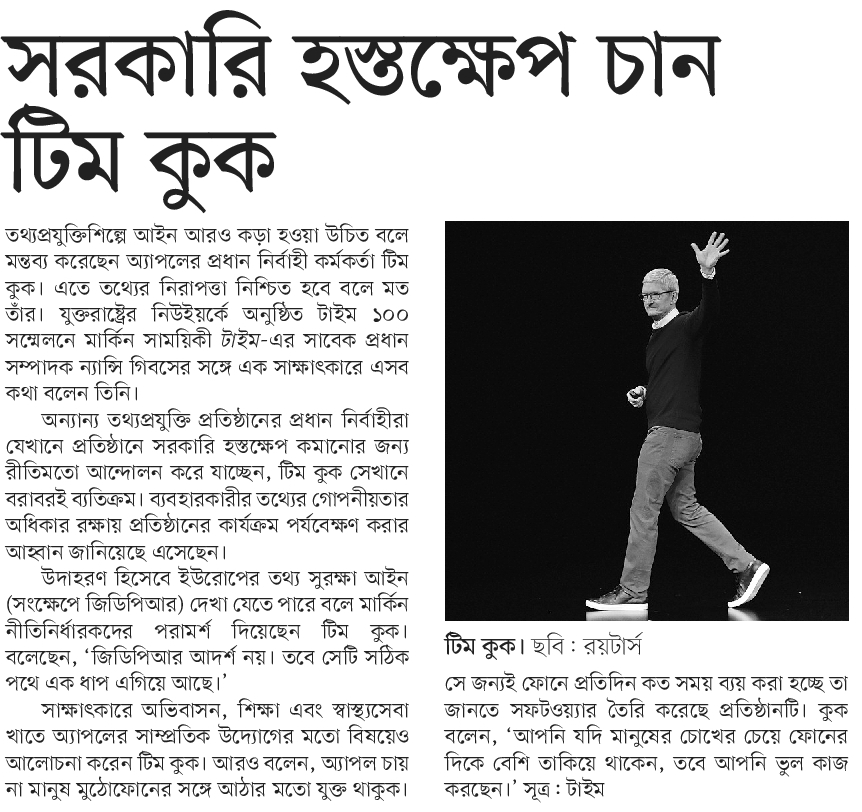 সরকারি হস্তক্ষেপ চান
টিম কুক
তথ্যপ্রযুক্তিশিল্পে আইন আরও কড়া হওয়া উচিত বলে
মন্তব্য করেছেন অ্যাপলের প্রধান নির্বাহী কর্মকর্তা টিম
কুক। এতে তথ্যের নিরাপত্তা নিশ্চিত হবে বলে মত
তাঁর। যুক্তরাষ্ট্রের নিউইয়র্কে অনুষ্ঠিত টাইম ১০০
সম্মেলনে মার্কিন সাময়িকী টাইম-এর সাবেক প্রধান
সম্পাদক ন্যান্সি গিবসের সঙ্গে এক সাক্ষাৎকারে এসব
কথা বলেন তিনি।
অন্যান্য তথ্যপ্রযুক্তি প্রতিষ্ঠানের প্রধান নির্বাহীরা
যেখানে প্রতিষ্ঠানে সরকারি হস্তক্ষেপ কমানোর জন্য
রীতিমতো আন্দোলন করে যাচ্ছেন, টিম কুক সেখানে
বরাবরই ব্যতিক্রম। ব্যবহারকারীর তথ্যের গোপনীয়তার
অধিকার রক্ষায় প্রতিষ্ঠানের কার্যক্রম পর্যবেক্ষণ করার
আহ্বান জানিয়েছে এসেছেন।
উদাহরণ হিসেবে ইউরোপের তথ্য সুরক্ষা আইন
(সংক্ষেপে জিডিপিআর) দেখা যেতে পারে বলে মার্কিন
নীতিনির্ধারকদের পরামর্শ দিয়েছেন টিম কুক।
বলেছেন, ‘জিডিপিআর আদর্শ নয়। তবে সেটি সঠিক
পথে এক ধাপ এগিয়ে আছে।’
সাক্ষাৎকারে অভিবাসন, শিক্ষা এবং স্বাস্থ্যসেবা
খাতে অ্যাপলের সাম্প্রতিক উদ্যোগের মতো বিষয়েও
আলোচনা করেন টিম কুক। আরও বলেন, অ্যাপল চায়
না মানুষ মুঠোফোনের সঙ্গে আঠার মতো যুক্ত থাকুক।
টিম কুক। ছবি : রয়টার্স
সে জন্যই ফোনে প্রতিদিন কত সময় ব্যয় করা হচ্ছে তা
জানতে সফটওয়্যার তৈরি করেছে প্রতিষ্ঠানটি। কুক
বলেন, ‘আপনি যদি মানুষের চোখের চেয়ে ফোনের
দিকে বেশি তাকিয়ে থাকেন, তবে আপনি ভুল কাজ
করছেন।’ সূত্র : টাইম